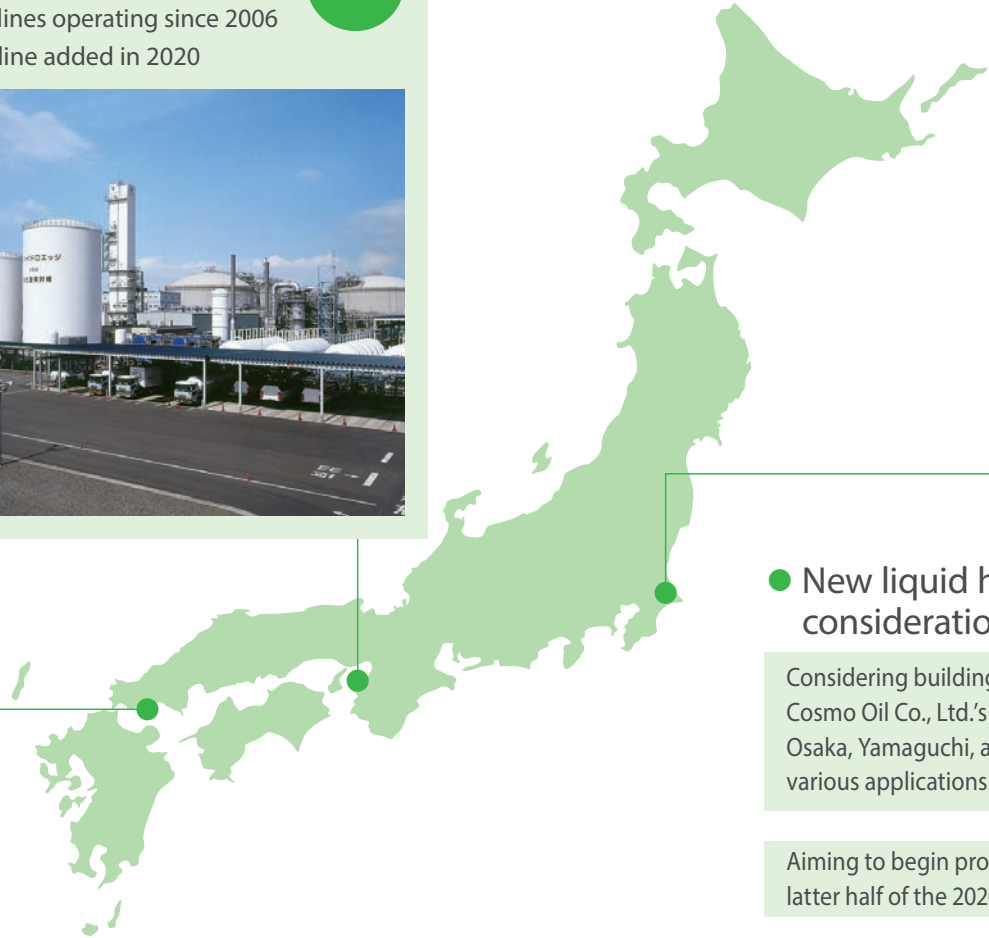 lines operating since 2006
line added in 2020
New liquid h
consideratio
Considering building
Cosmo Oil Co., Ltd.'s
Osaka, Yamaguchi, a
various applications
Aiming to begin pro
latter half of the 202